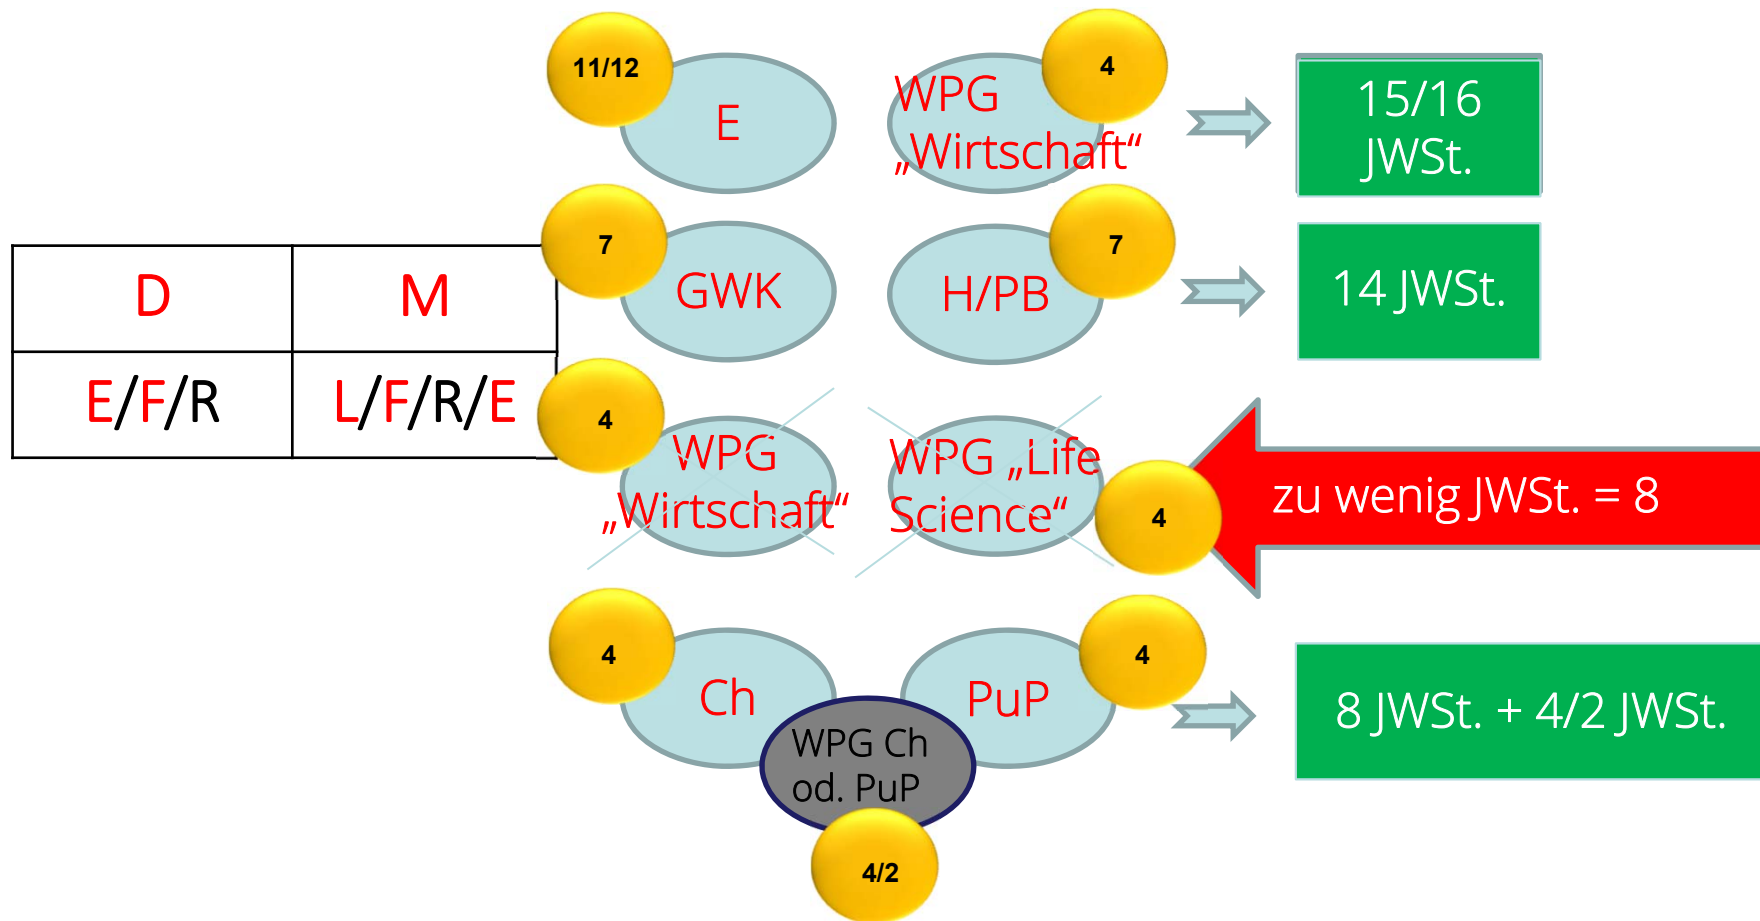 11/12
E
WPG
„Wirtschaft“
4
15/16
JWSt.
D
M
E/F/R
L/F/R/E
7
GWK
H/PB
7
14 JWSt.
4
WPG
„Wirtschaft“
WPG „Life
Science“
4
zu wenig JWSt. = 8
4
Ch
PuP
4
WPG Ch
od. PuP
4/2
8 JWSt. + 4/2 JWSt.